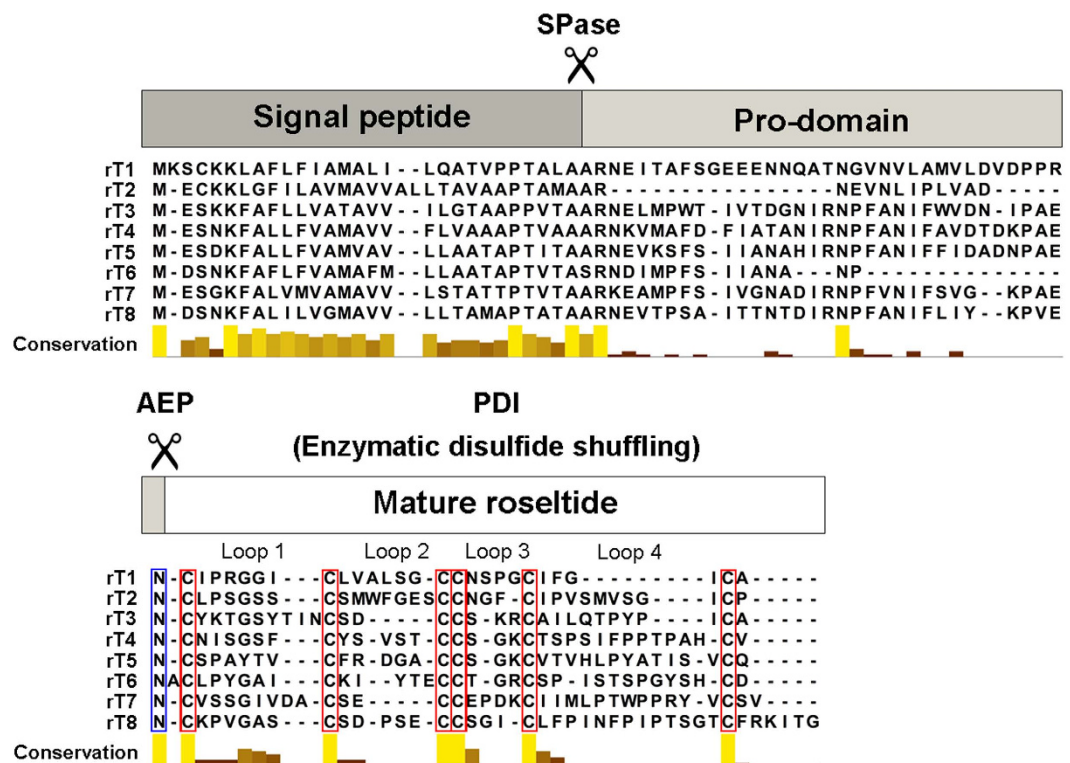 SPase
Signal peptide Pro-domain
rT1 MKSCKKLAFLFIAMALI--LQATVPPTALAARNEITAFSGEEENNQATNGVNVLAMVLDVDPPR
rT2 M-ECKKLGFILAVMAVVALLTAVAAPTAMAAR----------------NEVNLIPLVAD-----
rT3 M-ESKKFAFLLVATAVV--ILGTAAPPVTAARNELMPWT-IVTDGNIRNPFANIFWVDN-IPAE
rT4 M-ESNKFALLFVAMAVV--FLVAAAPTVAAARNKVMAFD-FIATANIRNPFANIFAVDTDKPAE
rT5 M-ESDKFALLFVAMVAV--LLAATAPTITAARNEVKSFS-IIANAHIRNPFANIFFIDADNPAE
rT6 M-DSNKFAFLFVAMAFM--LLAATAPTVTASRNDIMPFS-IIANA---NP--------------
rT7 M-ESGKFALVMVAMAVV--LSTATTPTVTAARKEAMPFS-IVGNADIRNPFVNIFSVG--KPAE
rT8 M-DSNKFALILVGMAVV--LLTAMAPTATAARNEVTPSA-ITTNTDIRNPFANIFLIY--KPVE
Conservation
AEP PDI
(Enzymatic disulfide shuffling)
Mature roseltide
Loop 1 Loop 2 Loop 3 Loop 4
rT1 N-CIPRGGI---CLVALSG-CCNSPGCIFG---------ICA-----
rT2 N-CLPSGSS---CSMWFGESCCNGF-CIPVSMVSG----ICP-----
rT3 N-CYKTGSYTINCSD-----CCS-KRCAILQTPYP----ICA-----
rT4 N-CNISGSF---CYS-VST-CCS-GKCTSPSIFPPTPAH-CV-----
rT5 N-CSPAYTV---CFR-DGA-CCS-GKCVTVHLPYATIS-VCQ-----
rT6 NACLPYGAI---CKI--YTECCT-GRCSP-ISTSPGYSH-CD-----
rT7 N-CVSSGIVDA-CSE-----CCEPDKCIIMLPTWPPRY-VCSV----
rT8 N-CKPVGAS---CSD-PSE-CCSGI-CLFPINFPIPTSGTCFRKITG
Conservation